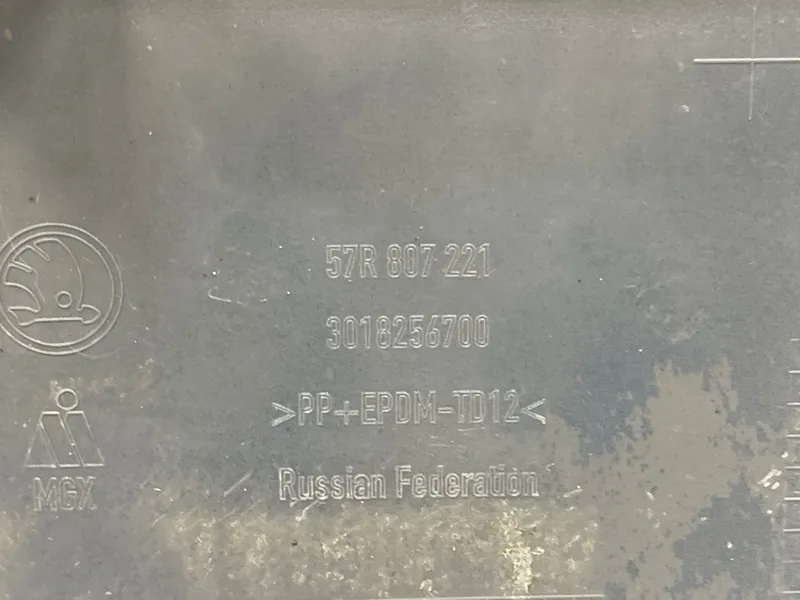 57R 807 221
3018256700
>PP+EPDM-TD12<
MGX
Russian Federation